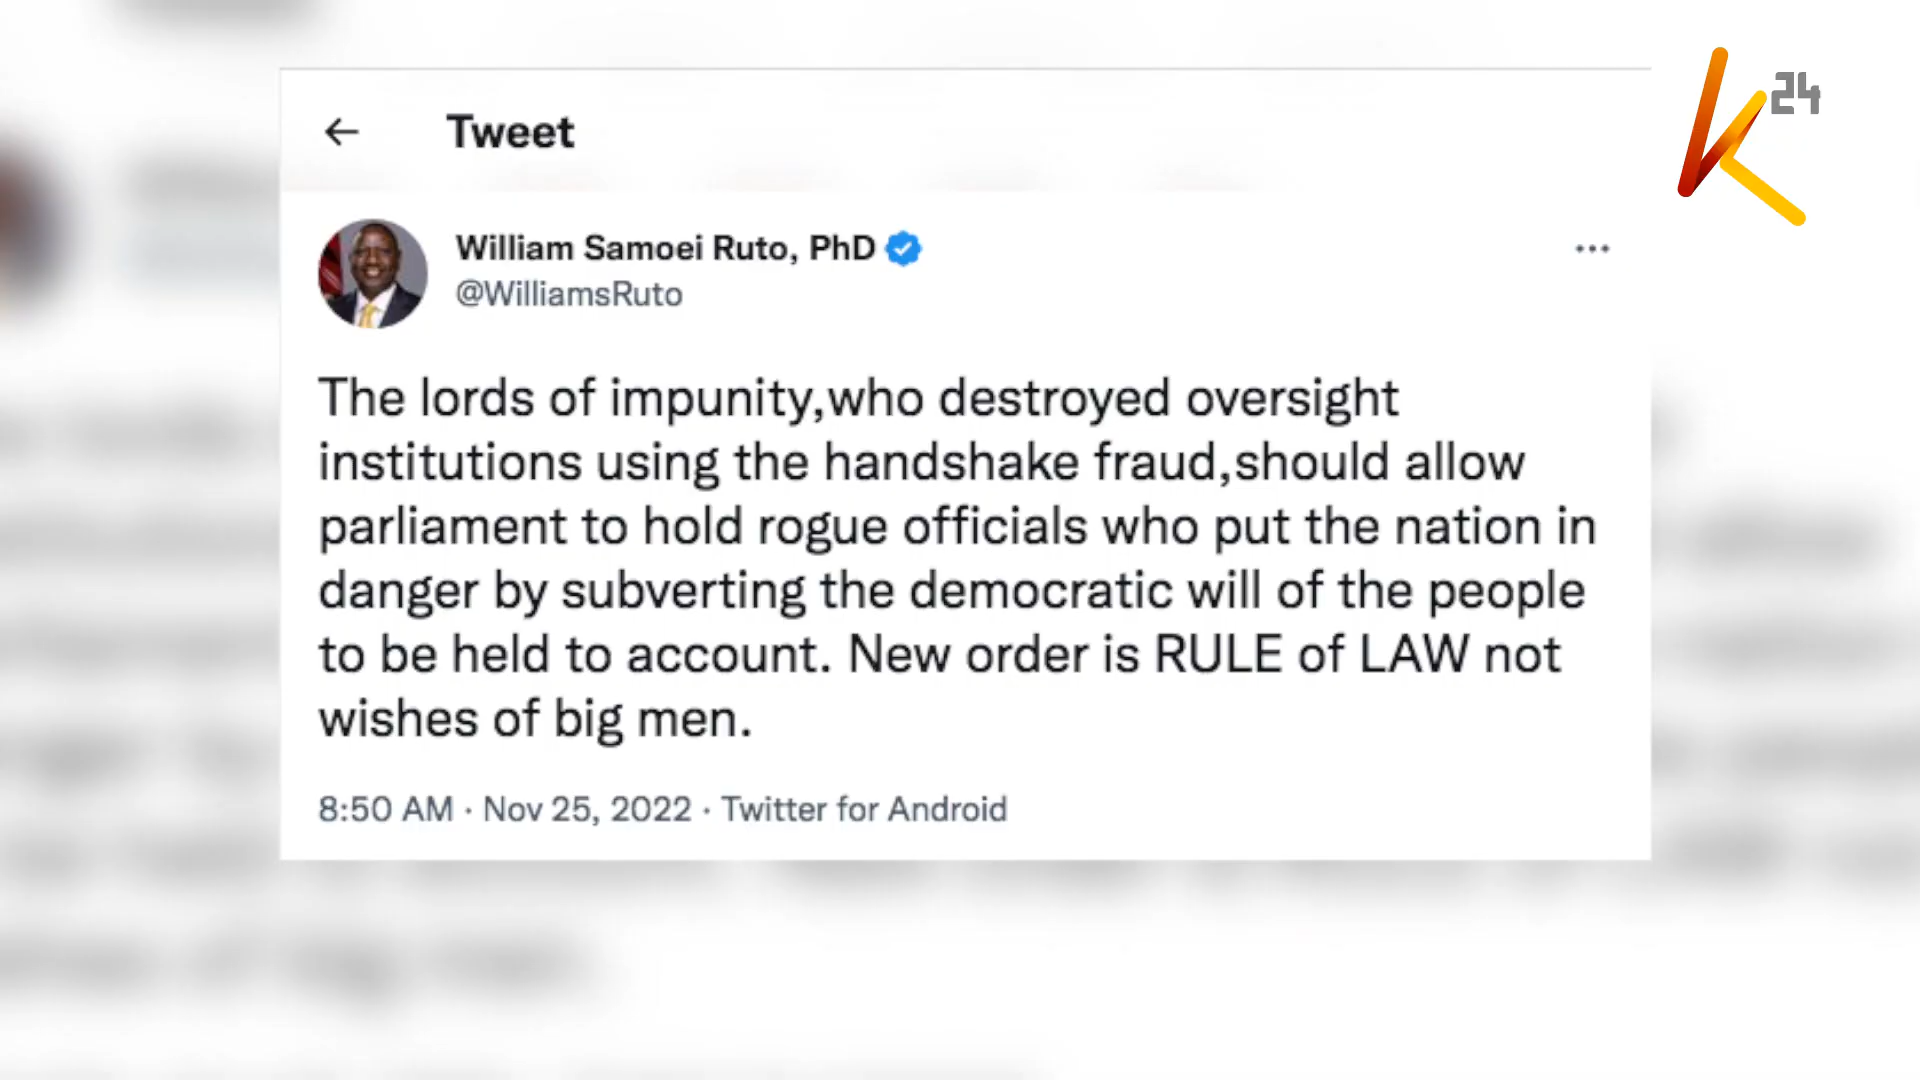 Tweet
K24
William Samoei Ruto, PhD
@WilliamsRuto
The lords of impunity,who destroyed oversight
institutions using the handshake fraud,should allow
parliament to hold rogue officials who put the nation in
danger by subverting the democratic will of the people
to be held to account. New order is RULE of LAW not
wishes of big men.
8:50 AM · Nov 25, 2022 · Twitter for Android